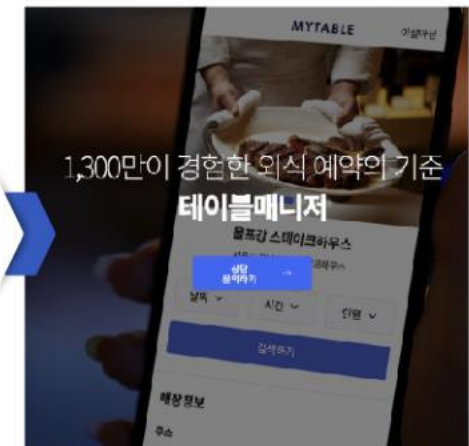 MYTABLE
1,300만이 경험한 외식 예약의 기준
테이블매니저
울프강 스테이크하우스
상담
문의하기
날짜
시간
인원
검색하기
매장정보
주소